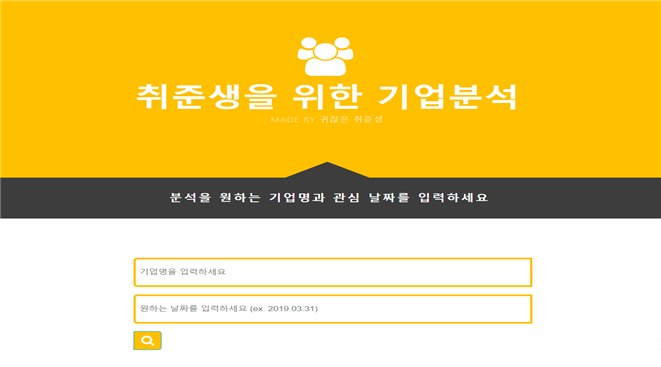 취준생을 위한 기업분석
MADE BY 귀찮은 취준생
분석을 원하는 기업명과 관심 날짜를 입력하세요
기업명을 입력하세요
원하는 날짜를 입력하세요 (ex. 2019.03.31)